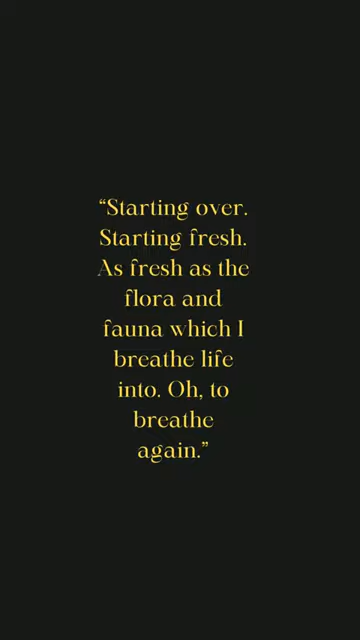 “Starting over.
Starting fresh.
As fresh as the
flora and
fauna which I
breathe life
into. Oh, to
breathe
again.”